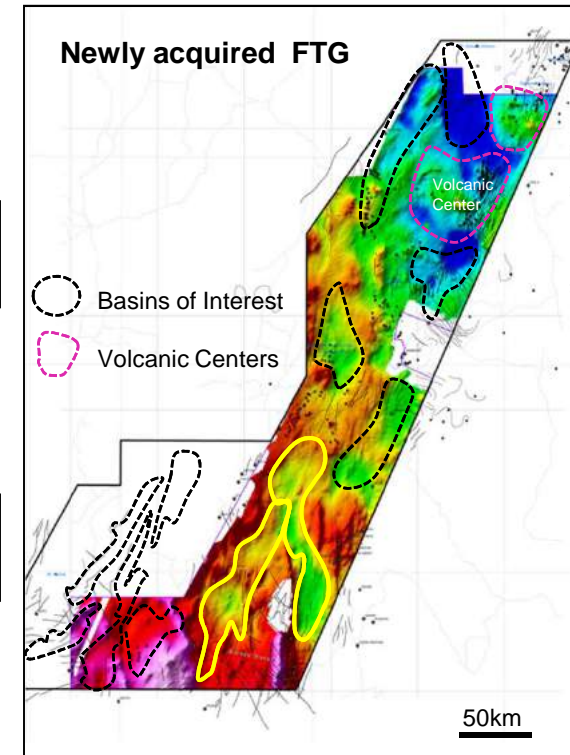 Newly acquired FTG
Volcanic
Center
Basins of Interest
Volcanic Centers
50km